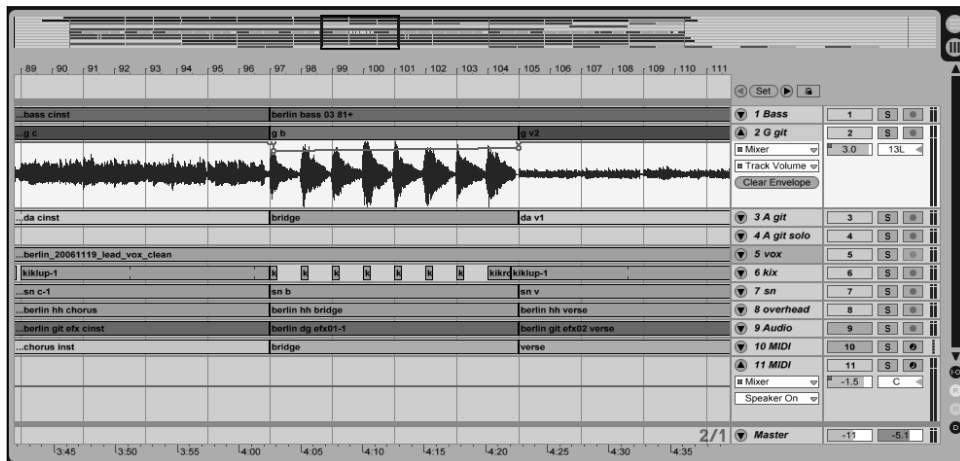 89 90 91 92 93 94 95 96 97 98 99 100 101 102 103 104 105 106 107 108 109 110 111
Set
...bass cinst berlin bass 03 81+ 1 Bass 1 S
...g c g b g v2 2 G git 2 S
Mixer 3.0 13L
Track Volume
Clear Envelope
...da cinst bridge da v1 3 A git 3 S
4 A git solo 4 S
...berlin_20061119_lead_vox_clean 5 vox 5 S
kiklup-1 k k k k k k k kikro kiklup-1 6 kix 6 S
...sn c-1 sn b sn v 7 sn 7 S
...berlin hh chorus berlin hh bridge berlin hh verse 8 overhead 8 S
...berlin git efx cinst berlin dg efx01-1 berlin git efx02 verse 9 Audio 9 S
...chorus inst bridge verse 10 MIDI 10 S
11 MIDI 11 S
Mixer -1.5 C
Speaker On
2/1 Master -11 -5.1
3:45 3:50 3:55 4:00 4:05 4:10 4:15 4:20 4:25 4:30 4:35
I·O
R
D